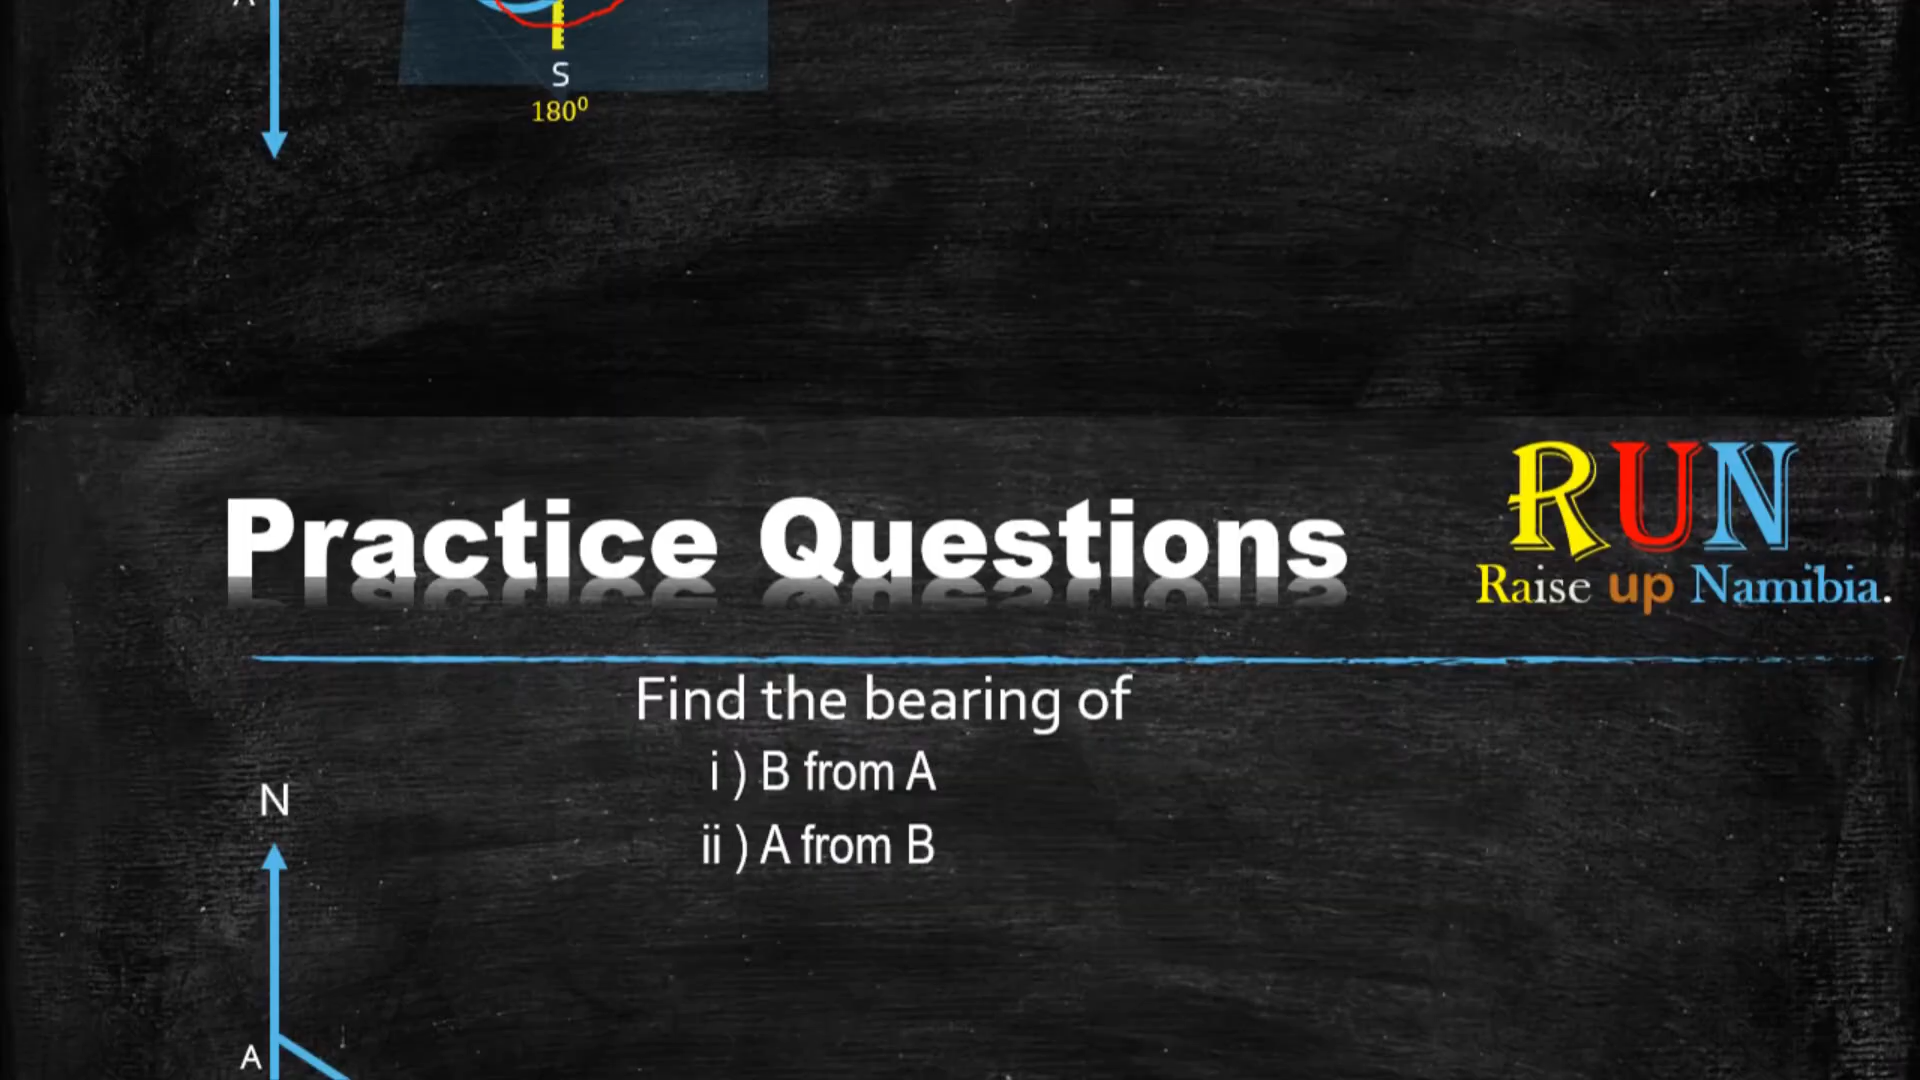 S
180⁰
Practice Questions
RUN
Raise up Namibia.
Find the bearing of
i ) B from A
ii ) A from B
N
A